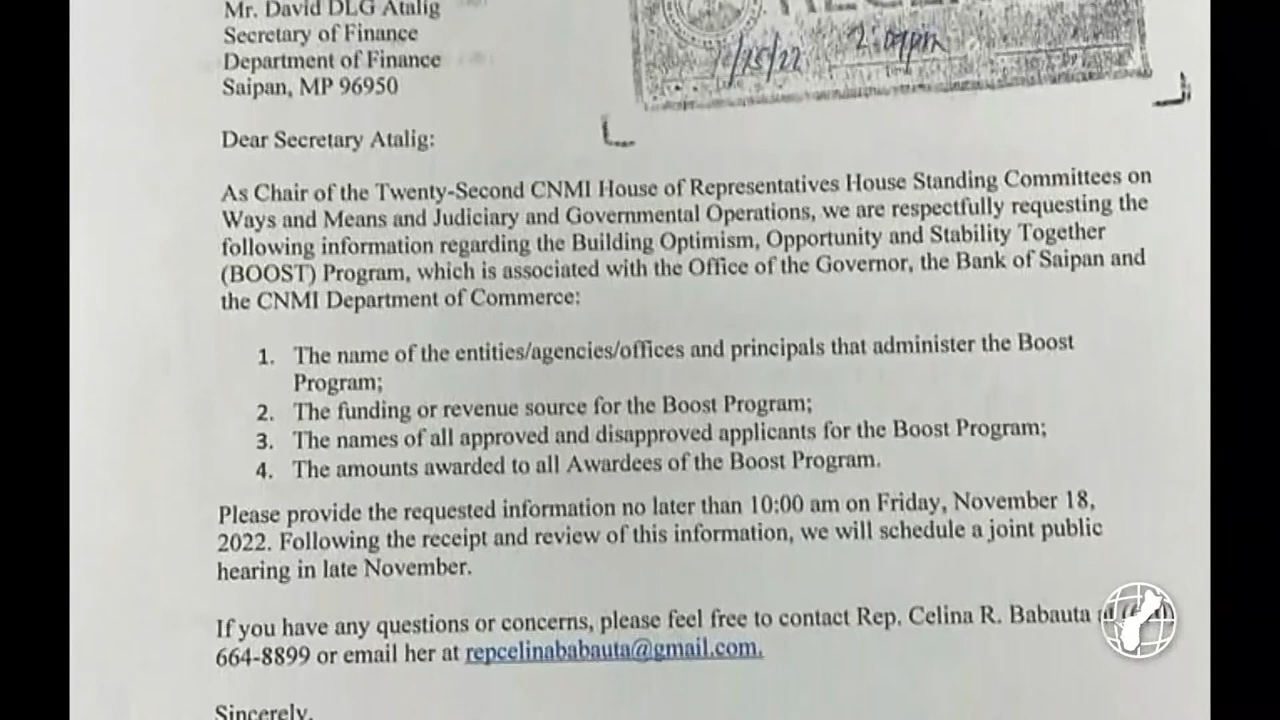 Mr. David DLG Atalig
Secretary of Finance
Department of Finance
Saipan, MP 96950
2:09pm
Dear Secretary Atalig:
As Chair of the Twenty-Second CNMI House of Representatives House Standing Committees on
Ways and Means and Judiciary and Governmental Operations, we are respectfully requesting the
following information regarding the Building Optimism, Opportunity and Stability Together
(BOOST) Program, which is associated with the Office of the Governor, the Bank of Saipan and
the CNMI Department of Commerce:
1. The name of the entities/agencies/offices and principals that administer the Boost
Program;
2. The funding or revenue source for the Boost Program;
3. The names of all approved and disapproved applicants for the Boost Program;
4. The amounts awarded to all Awardees of the Boost Program.
Please provide the requested information no later than 10:00 am on Friday, November 18,
2022. Following the receipt and review of this information, we will schedule a joint public
hearing in late November.
If you have any questions or concerns, please feel free to contact Rep. Celina R. Babauta
664-8899 or email her at repcelinababauta@gmail.com.
Sincerely,